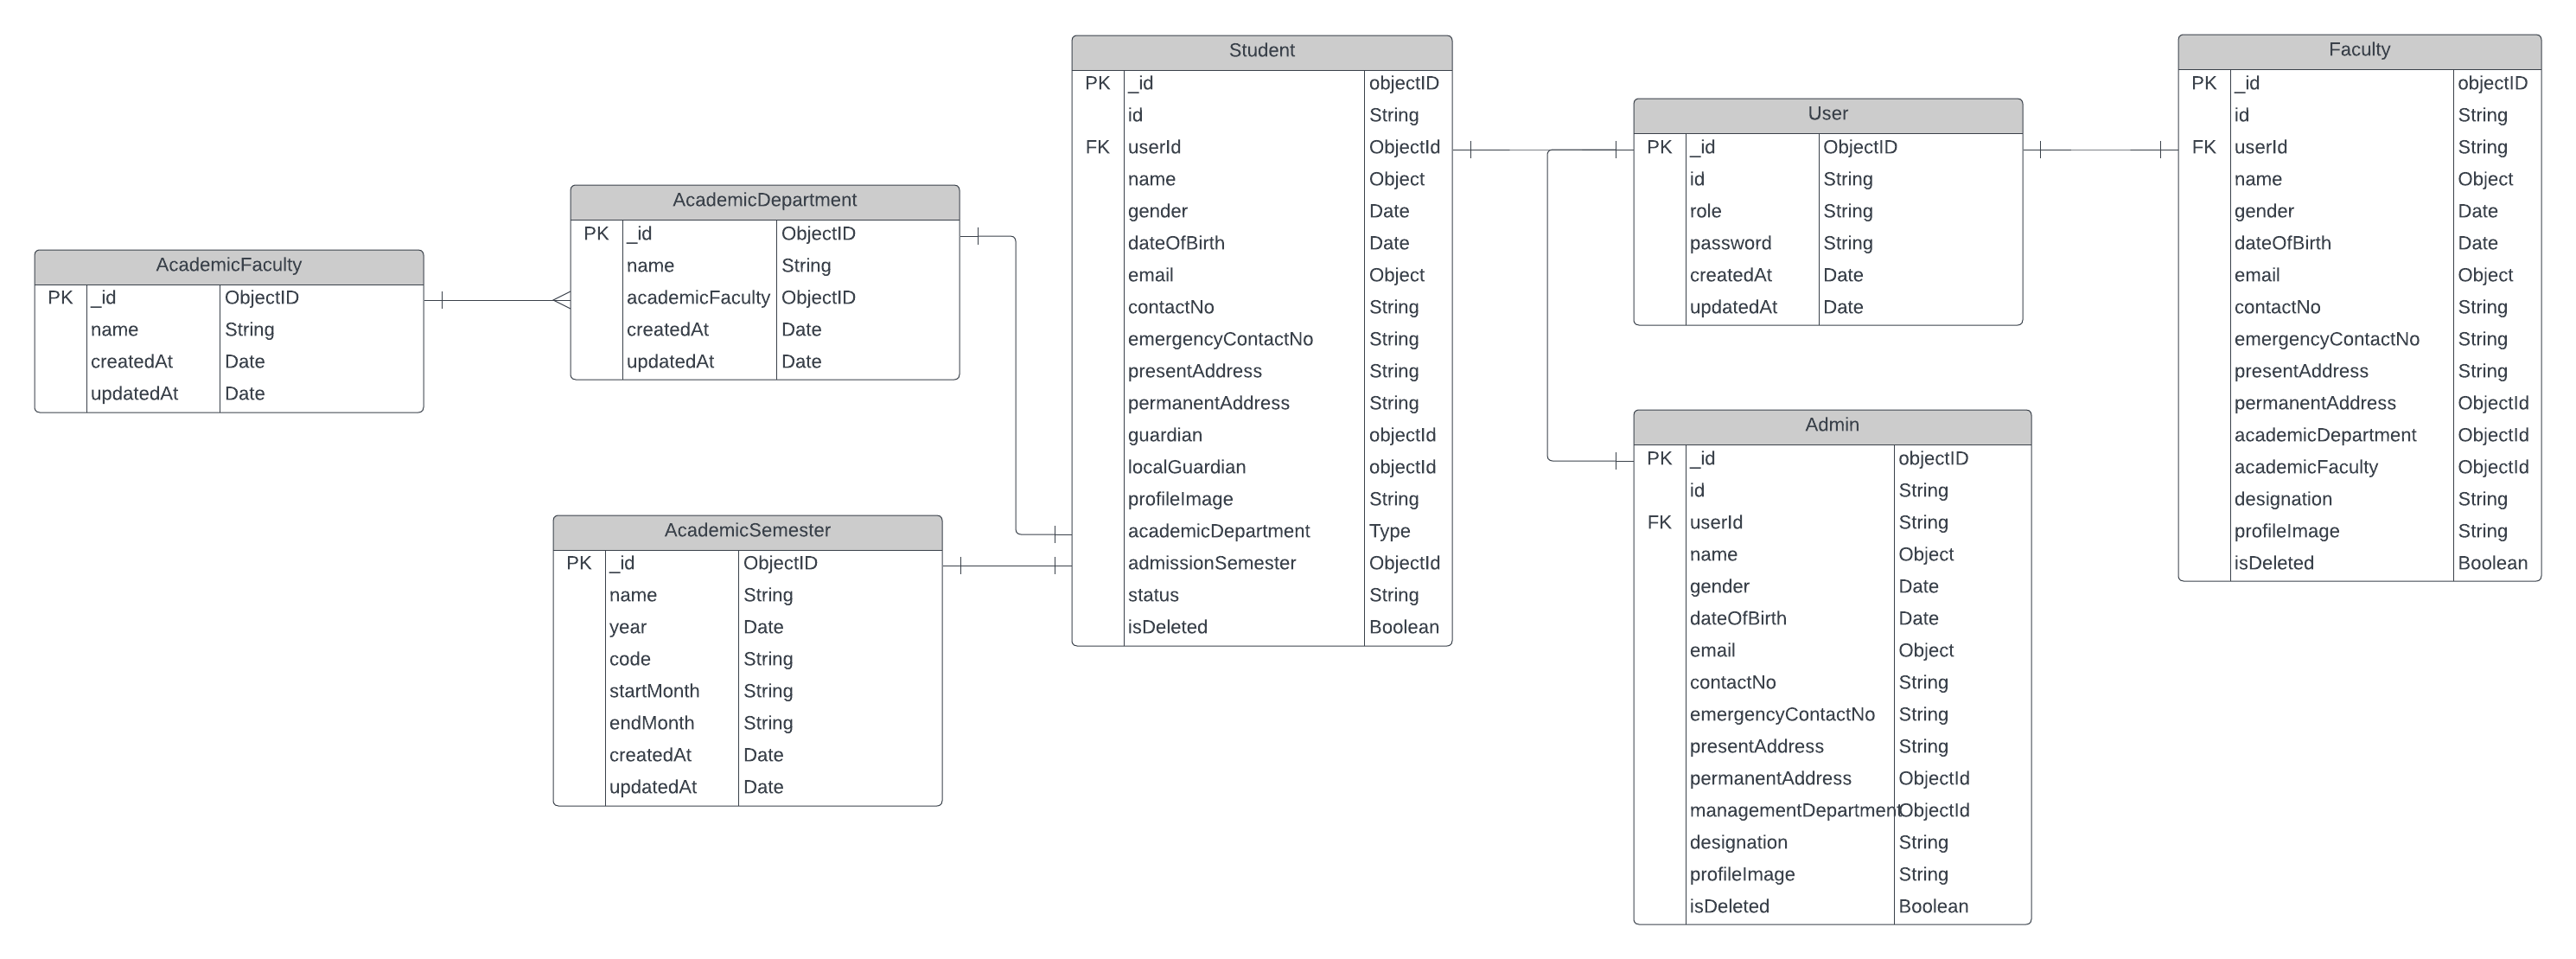 AcademicFaculty
PK _id ObjectID
name String
createdAt Date
updatedAt Date
AcademicDepartment
PK _id ObjectID
name String
academicFaculty ObjectID
createdAt Date
updatedAt Date
AcademicSemester
PK _id ObjectID
name String
year Date
code String
startMonth String
endMonth String
createdAt Date
updatedAt Date
Student
PK _id objectID
id String
FK userId ObjectId
name Object
gender Date
dateOfBirth Date
email Object
contactNo String
emergencyContactNo String
presentAddress String
permanentAddress String
guardian objectId
localGuardian objectId
profileImage String
academicDepartment Type
admissionSemester ObjectId
status String
isDeleted Boolean
User
PK _id ObjectID
id String
role String
password String
createdAt Date
updatedAt Date
Admin
PK _id objectID
id String
FK userId String
name Object
gender Date
dateOfBirth Date
email Object
contactNo String
emergencyContactNo String
presentAddress String
permanentAddress ObjectId
managementDepartment ObjectId
designation String
profileImage String
isDeleted Boolean
Faculty
PK _id objectID
id String
FK userId String
name Object
gender Date
dateOfBirth Date
email Object
contactNo String
emergencyContactNo String
presentAddress String
permanentAddress ObjectId
academicDepartment ObjectId
academicFaculty ObjectId
designation String
profileImage String
isDeleted Boolean